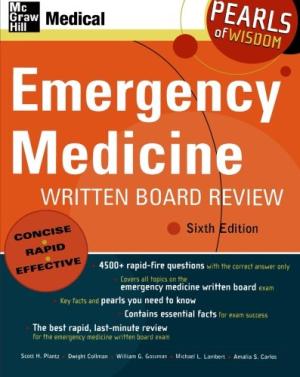 Mc
Graw
Hill
Medical
PEARLS
of WISDOM
Emergency
Medicine
WRITTEN BOARD REVIEW
• Sixth Edition
CONCISE
• RAPID •
EFFECTIVE
• 4500+ rapid-fire questions with the correct answer only
• Covers all topics on the
emergency medicine written board exam
• Key facts and pearls you need to know
• Contains essential facts for exam success
• The best rapid, last-minute review
for the emergency medicine written board exam
Scott H. Plantz • Dwight Collman • William G. Gossman • Michael L. Lambert • Amalia S. Carlos